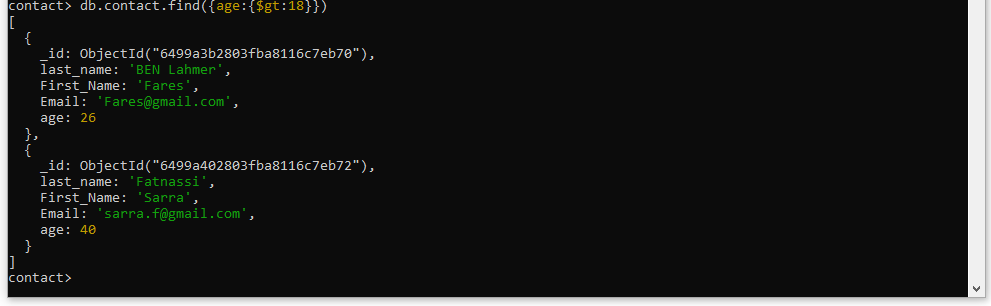 contact> db.contact.find({age:{$gt:18}})
[
  {
    _id: ObjectId("6499a3b2803fba8116c7eb70"),
    last_name: 'BEN Lahmer',
    First_Name: 'Fares',
    Email: 'Fares@gmail.com',
    age: 26
  },
  {
    _id: ObjectId("6499a402803fba8116c7eb72"),
    last_name: 'Fatnassi',
    First_Name: 'Sarra',
    Email: 'sarra.f@gmail.com',
    age: 40
  }
]
contact>